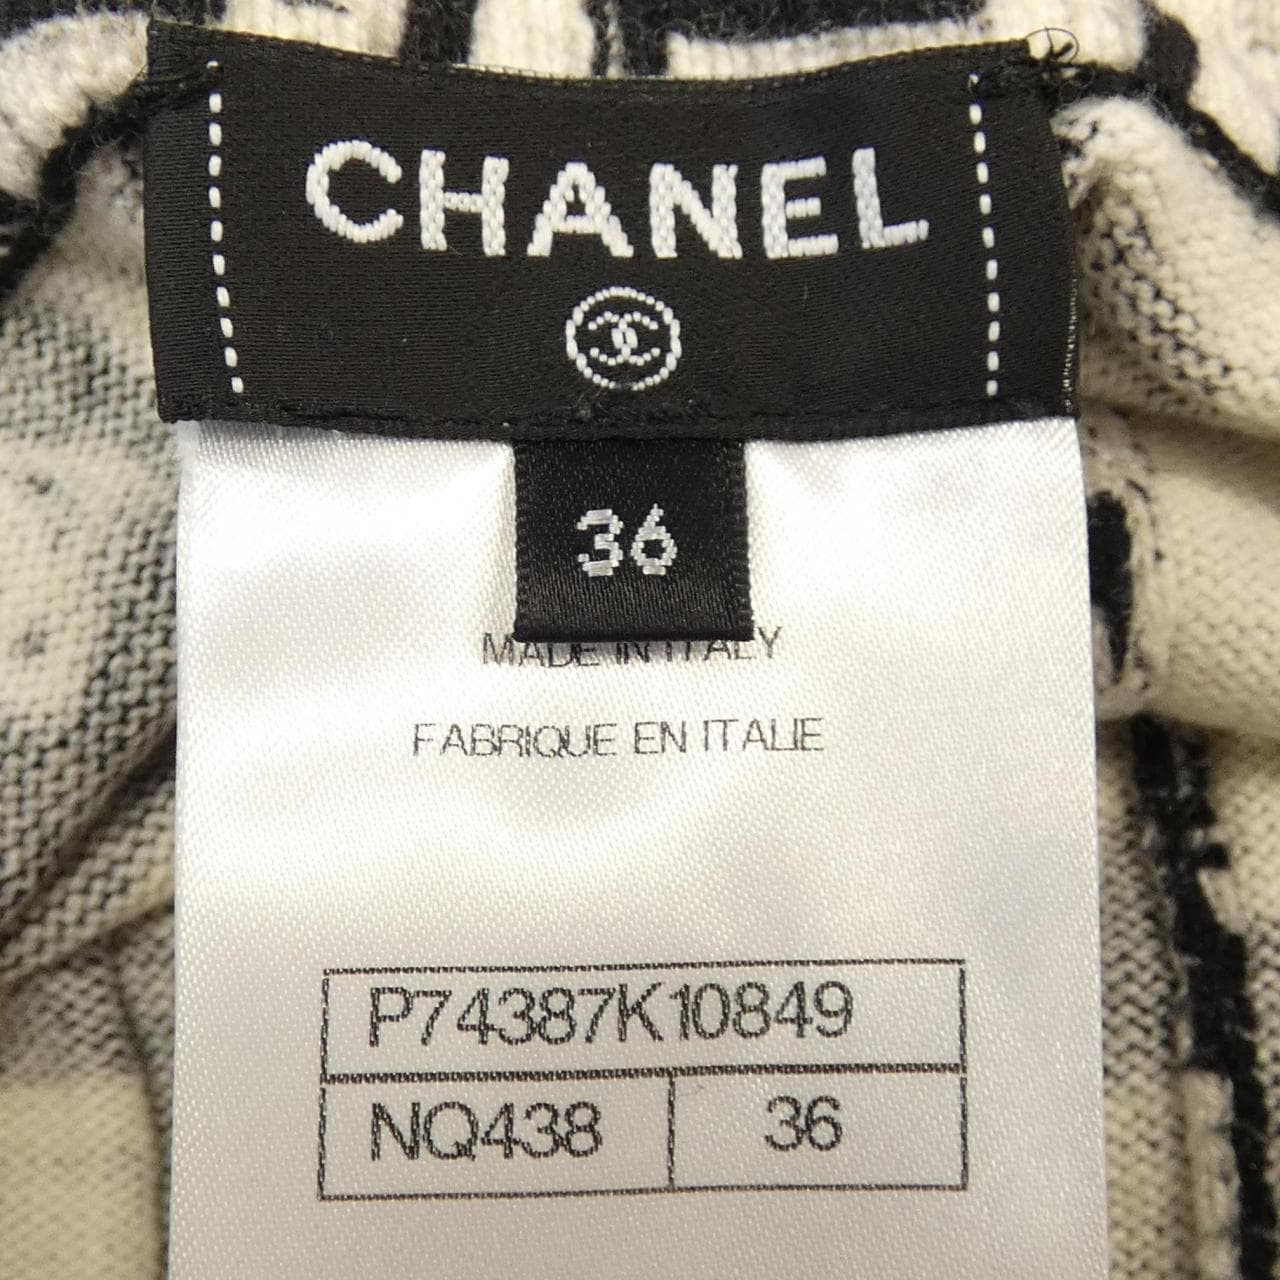 CHANEL
36
MADE IN ITALY
FABRIQUE EN ITALIE
P74387K10849
NQ438 36